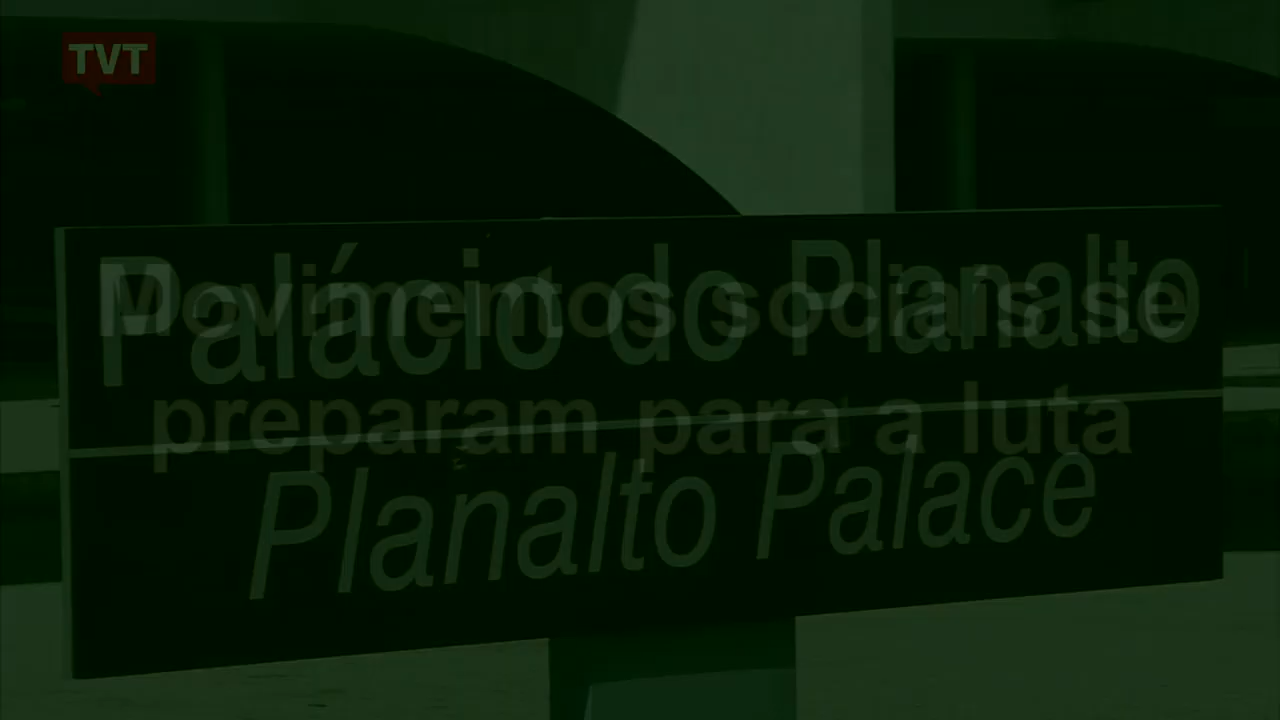 TVT
Palácio do Planalto
Movimentos sociais se
preparam para a luta
Planalto Palace